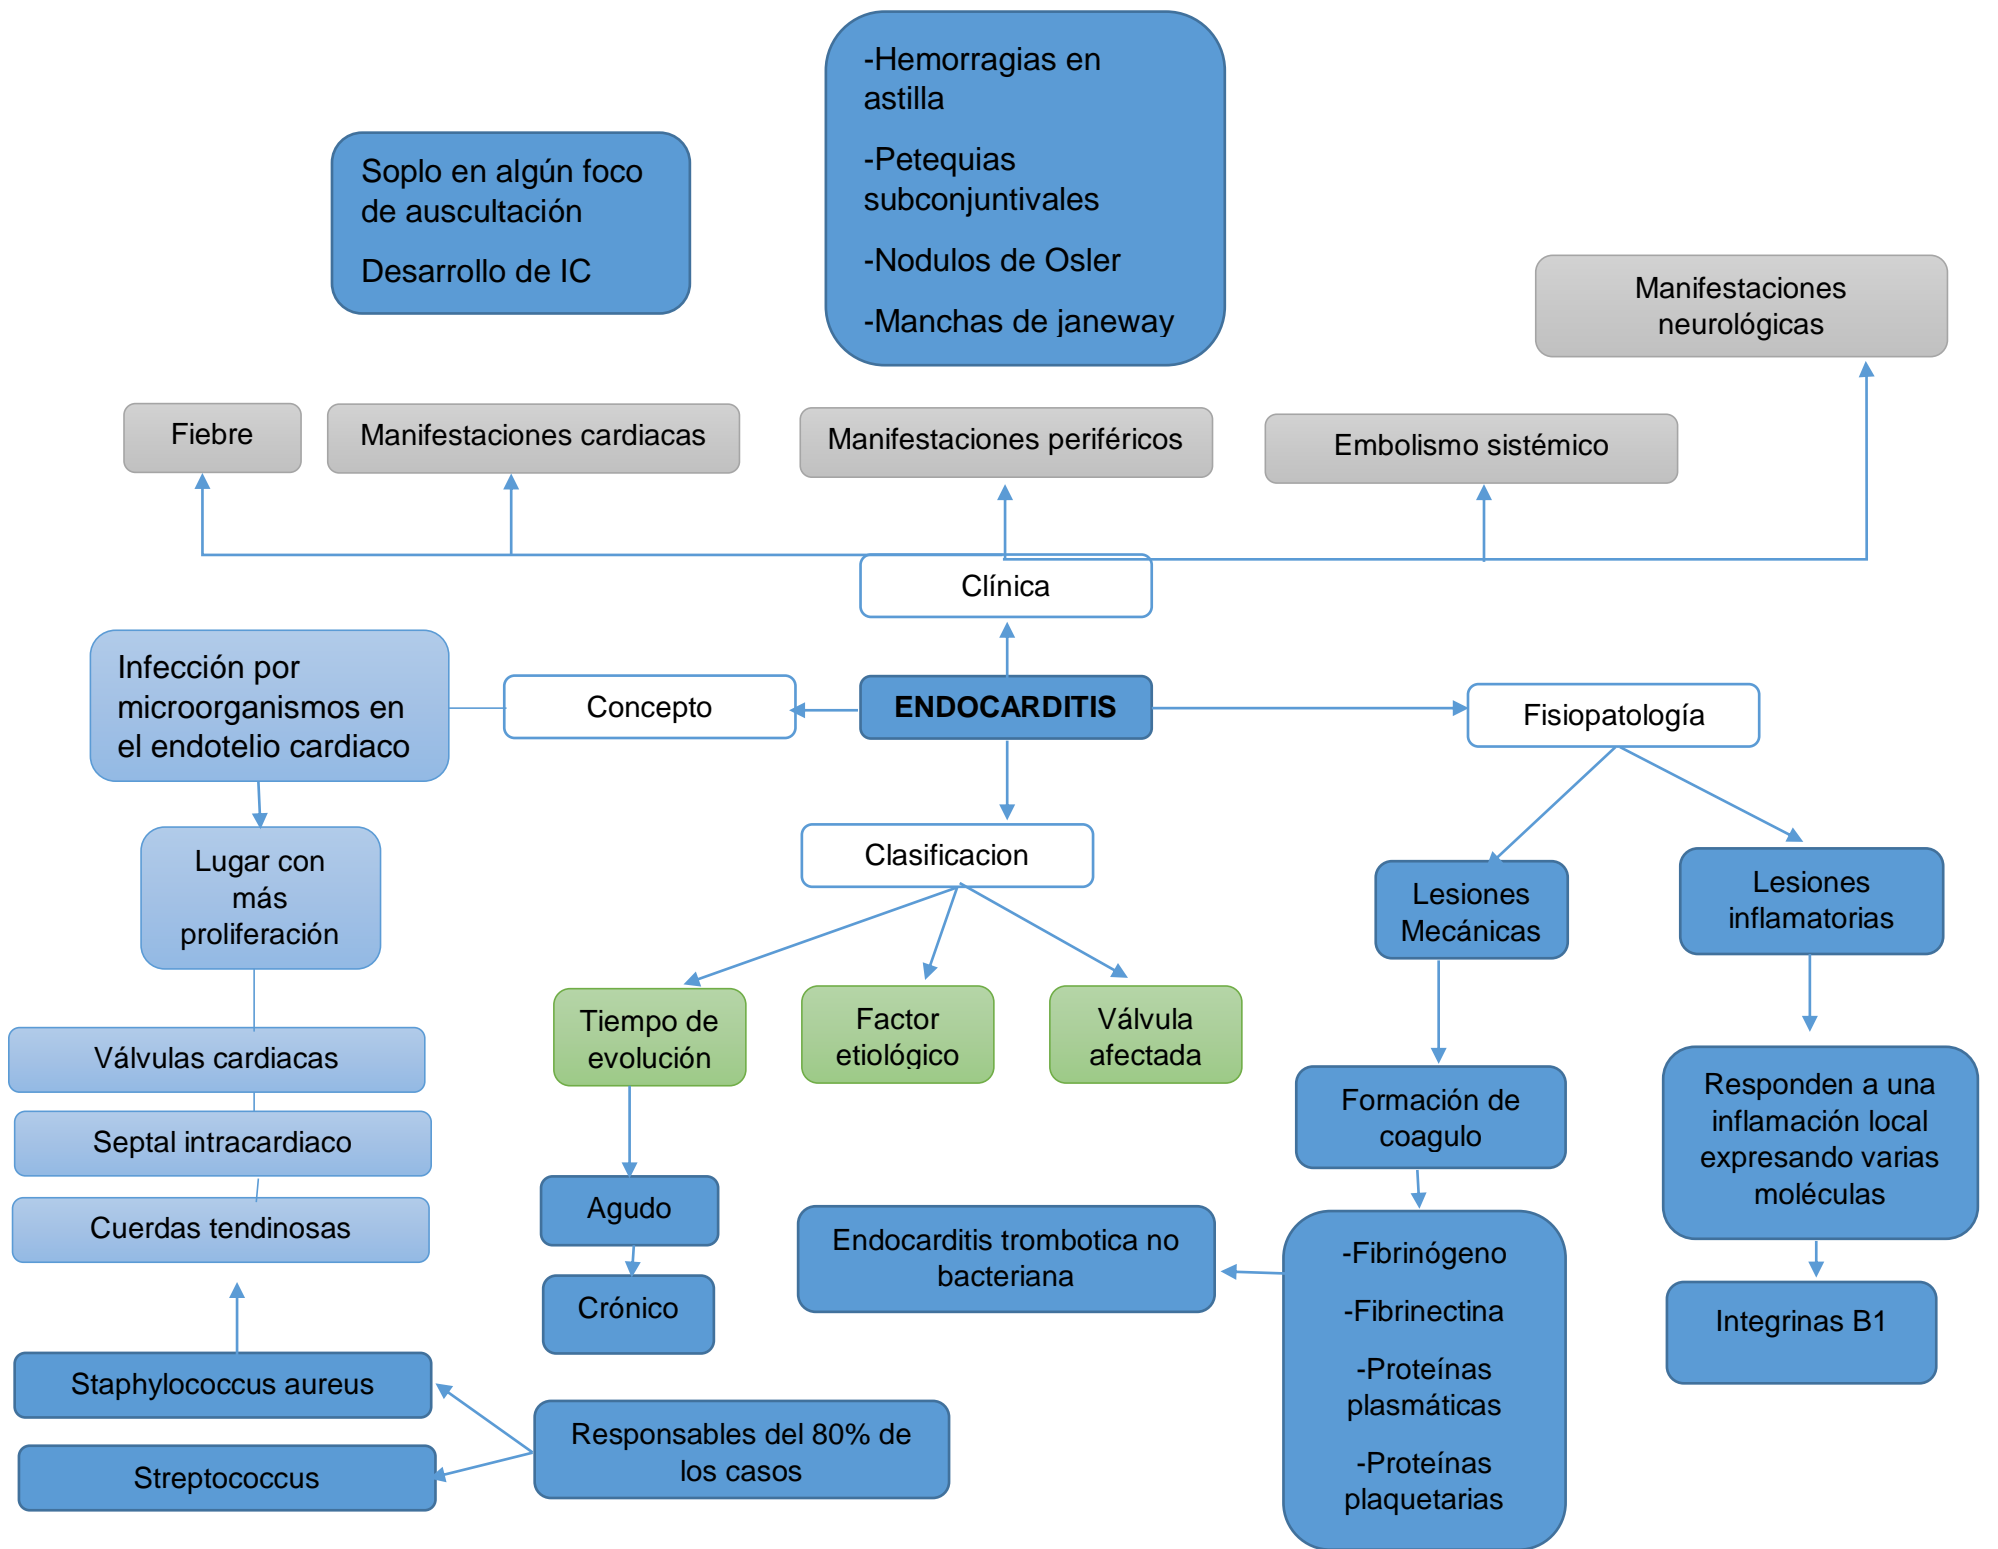 -Hemorragias en
astilla
-Petequias
subconjuntivales
-Nodulos de Osler
-Manchas de janeway
Soplo en algún foco
de auscultación
Desarrollo de IC
Manifestaciones
neurológicas
Fiebre
Manifestaciones cardiacas
Manifestaciones periféricos
Embolismo sistémico
Clínica
Infección por
microorganismos en
el endotelio cardiaco
Concepto
ENDOCARDITIS
Fisiopatología
Lugar con
más
proliferación
Clasificacion
Lesiones
Mecánicas
Lesiones
inflamatorias
Válvulas cardiacas
Septal intracardiaco
Cuerdas tendinosas
Tiempo de
evolución
Factor
etiológico
Válvula
afectada
Formación de
coagulo
Responden a una
inflamación local
expresando varias
moléculas
Agudo
Crónico
Endocarditis trombotica no
bacteriana
-Fibrinógeno
-Fibrinectina
-Proteínas
plasmáticas
-Proteínas
plaquetarias
Integrinas B1
Staphylococcus aureus
Streptococcus
Responsables del 80% de
los casos